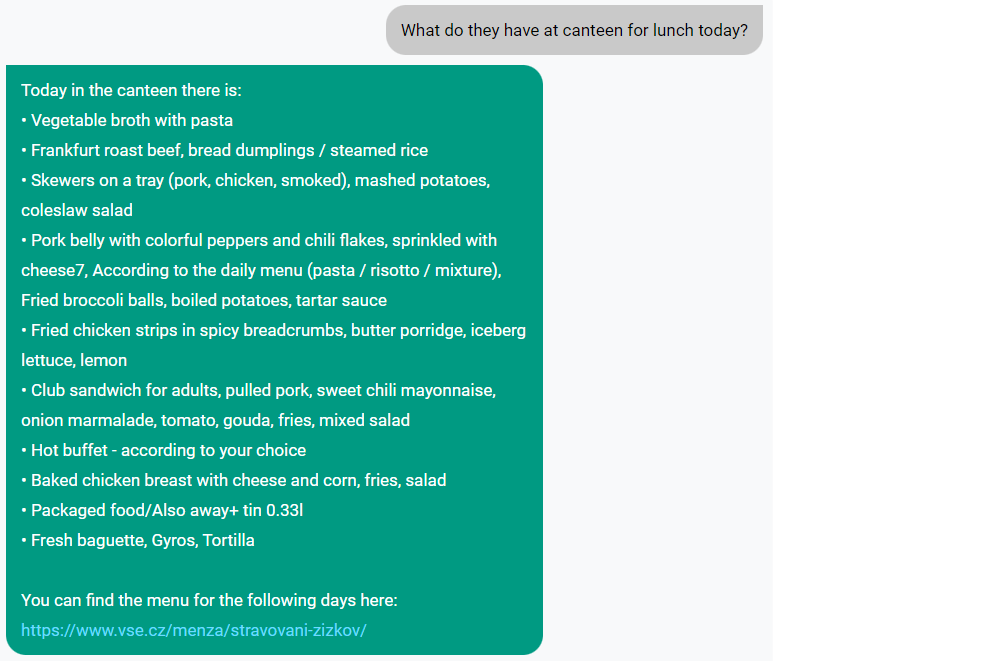 What do they have at canteen for lunch today?
Today in the canteen there is:
• Vegetable broth with pasta
• Frankfurt roast beef, bread dumplings / steamed rice
• Skewers on a tray (pork, chicken, smoked), mashed potatoes,
coleslaw salad
• Pork belly with colorful peppers and chili flakes, sprinkled with
cheese7, According to the daily menu (pasta / risotto / mixture),
Fried broccoli balls, boiled potatoes, tartar sauce
• Fried chicken strips in spicy breadcrumbs, butter porridge, iceberg
lettuce, lemon
• Club sandwich for adults, pulled pork, sweet chili mayonnaise,
onion marmalade, tomato, gouda, fries, mixed salad
• Hot buffet - according to your choice
• Baked chicken breast with cheese and corn, fries, salad
• Packaged food/Also away+ tin 0.33l
• Fresh baguette, Gyros, Tortilla
You can find the menu for the following days here:
https://www.vse.cz/menza/stravovani-zizkov/